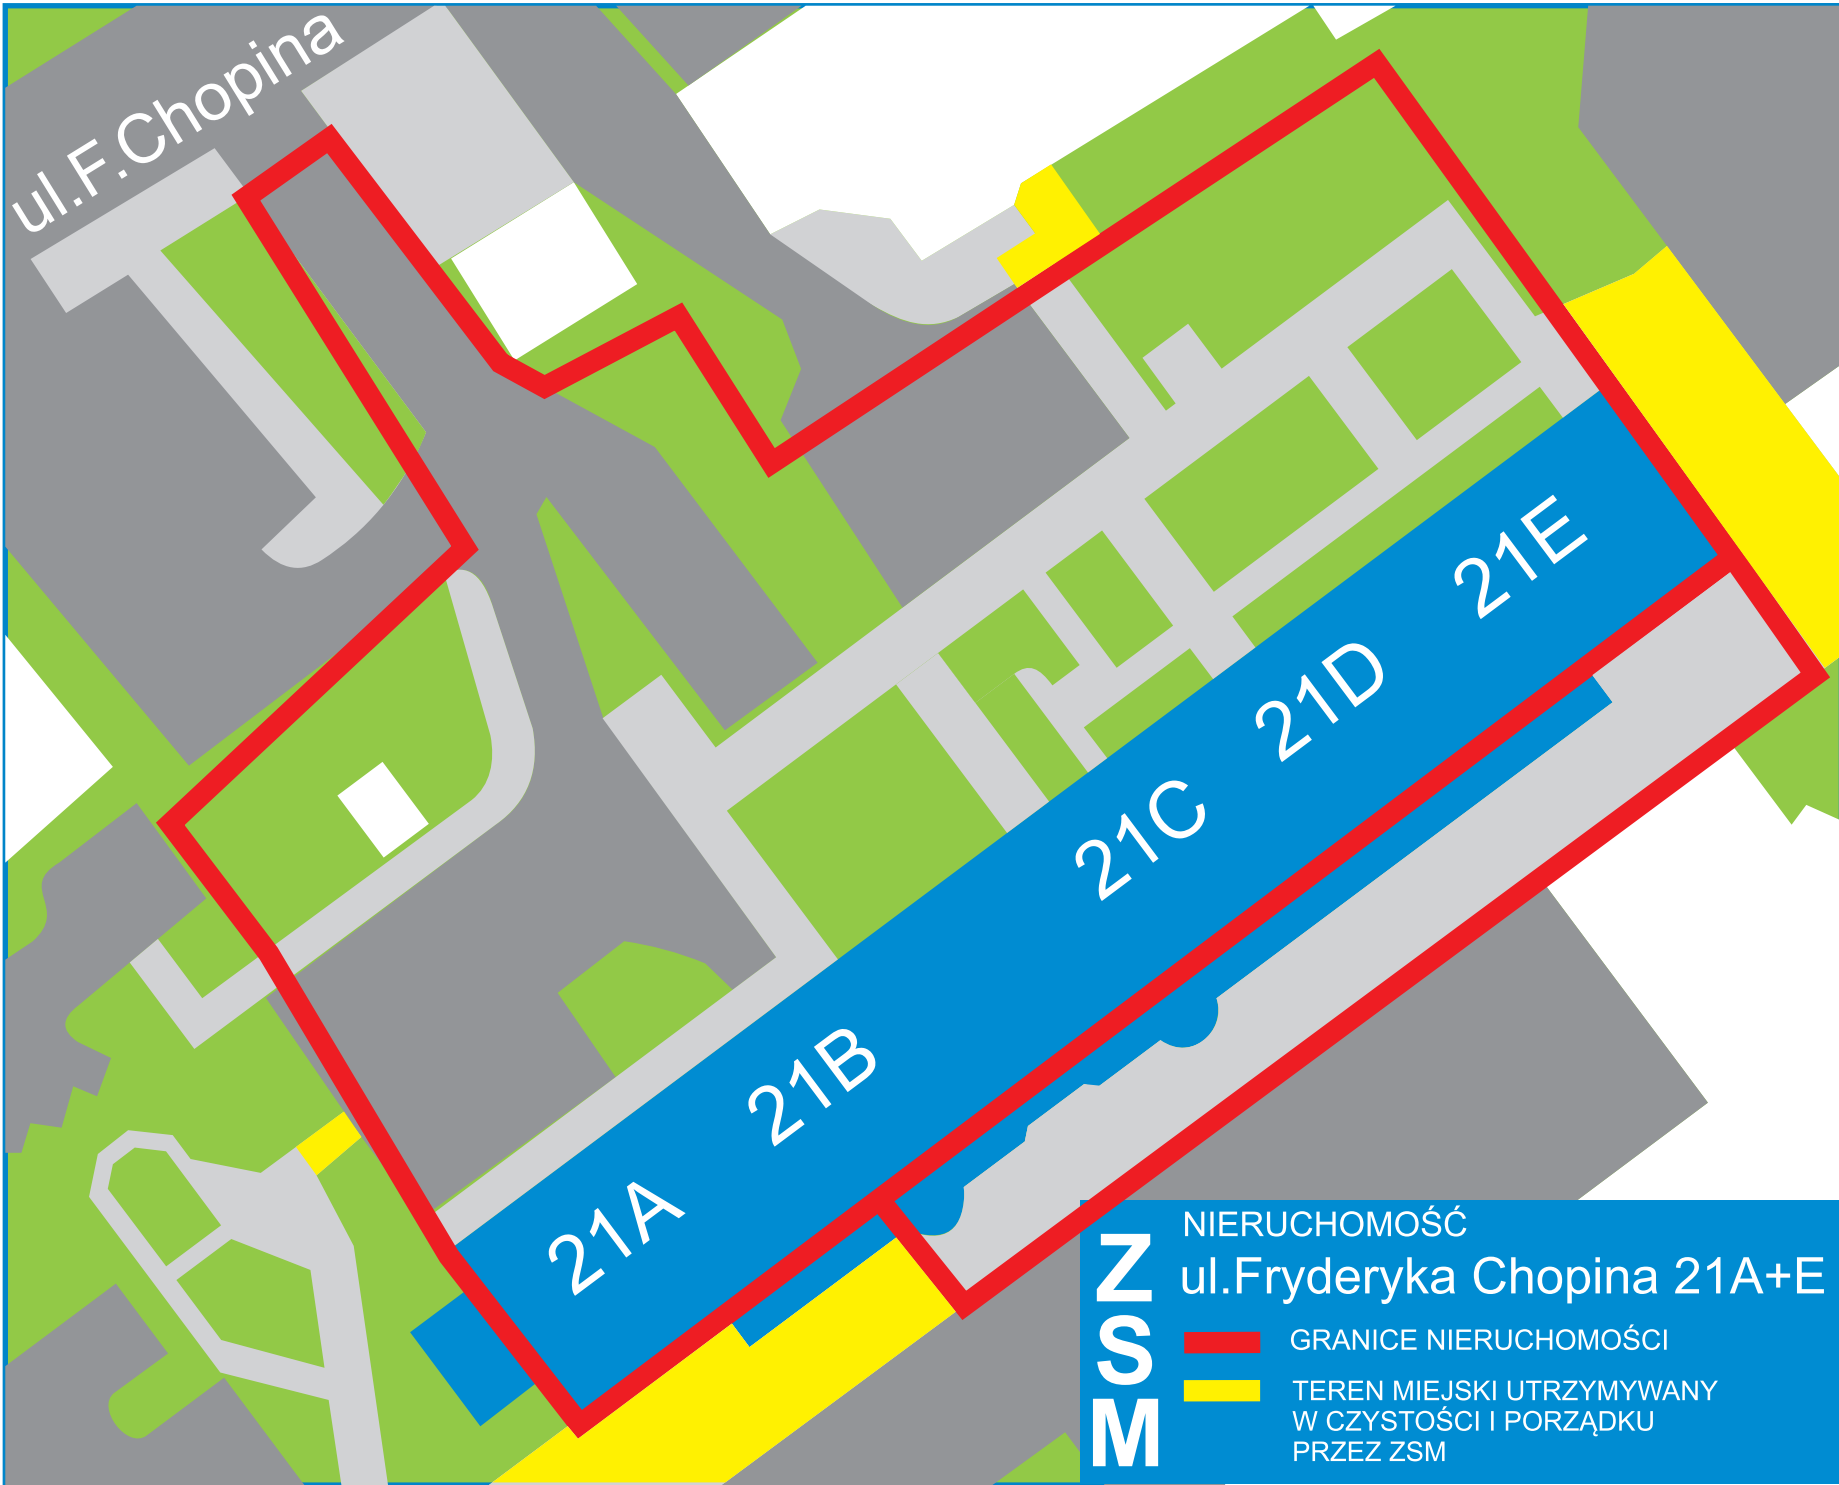 ul.F.Chopina
21E
21D
21C
21B
21A
ZSM
NIERUCHOMOŚĆ
ul.Fryderyka Chopina 21A+E
GRANICE NIERUCHOMOŚCI
TEREN MIEJSKI UTRZYMYWANY
W CZYSTOŚCI I PORZĄDKU
PRZEZ ZSM